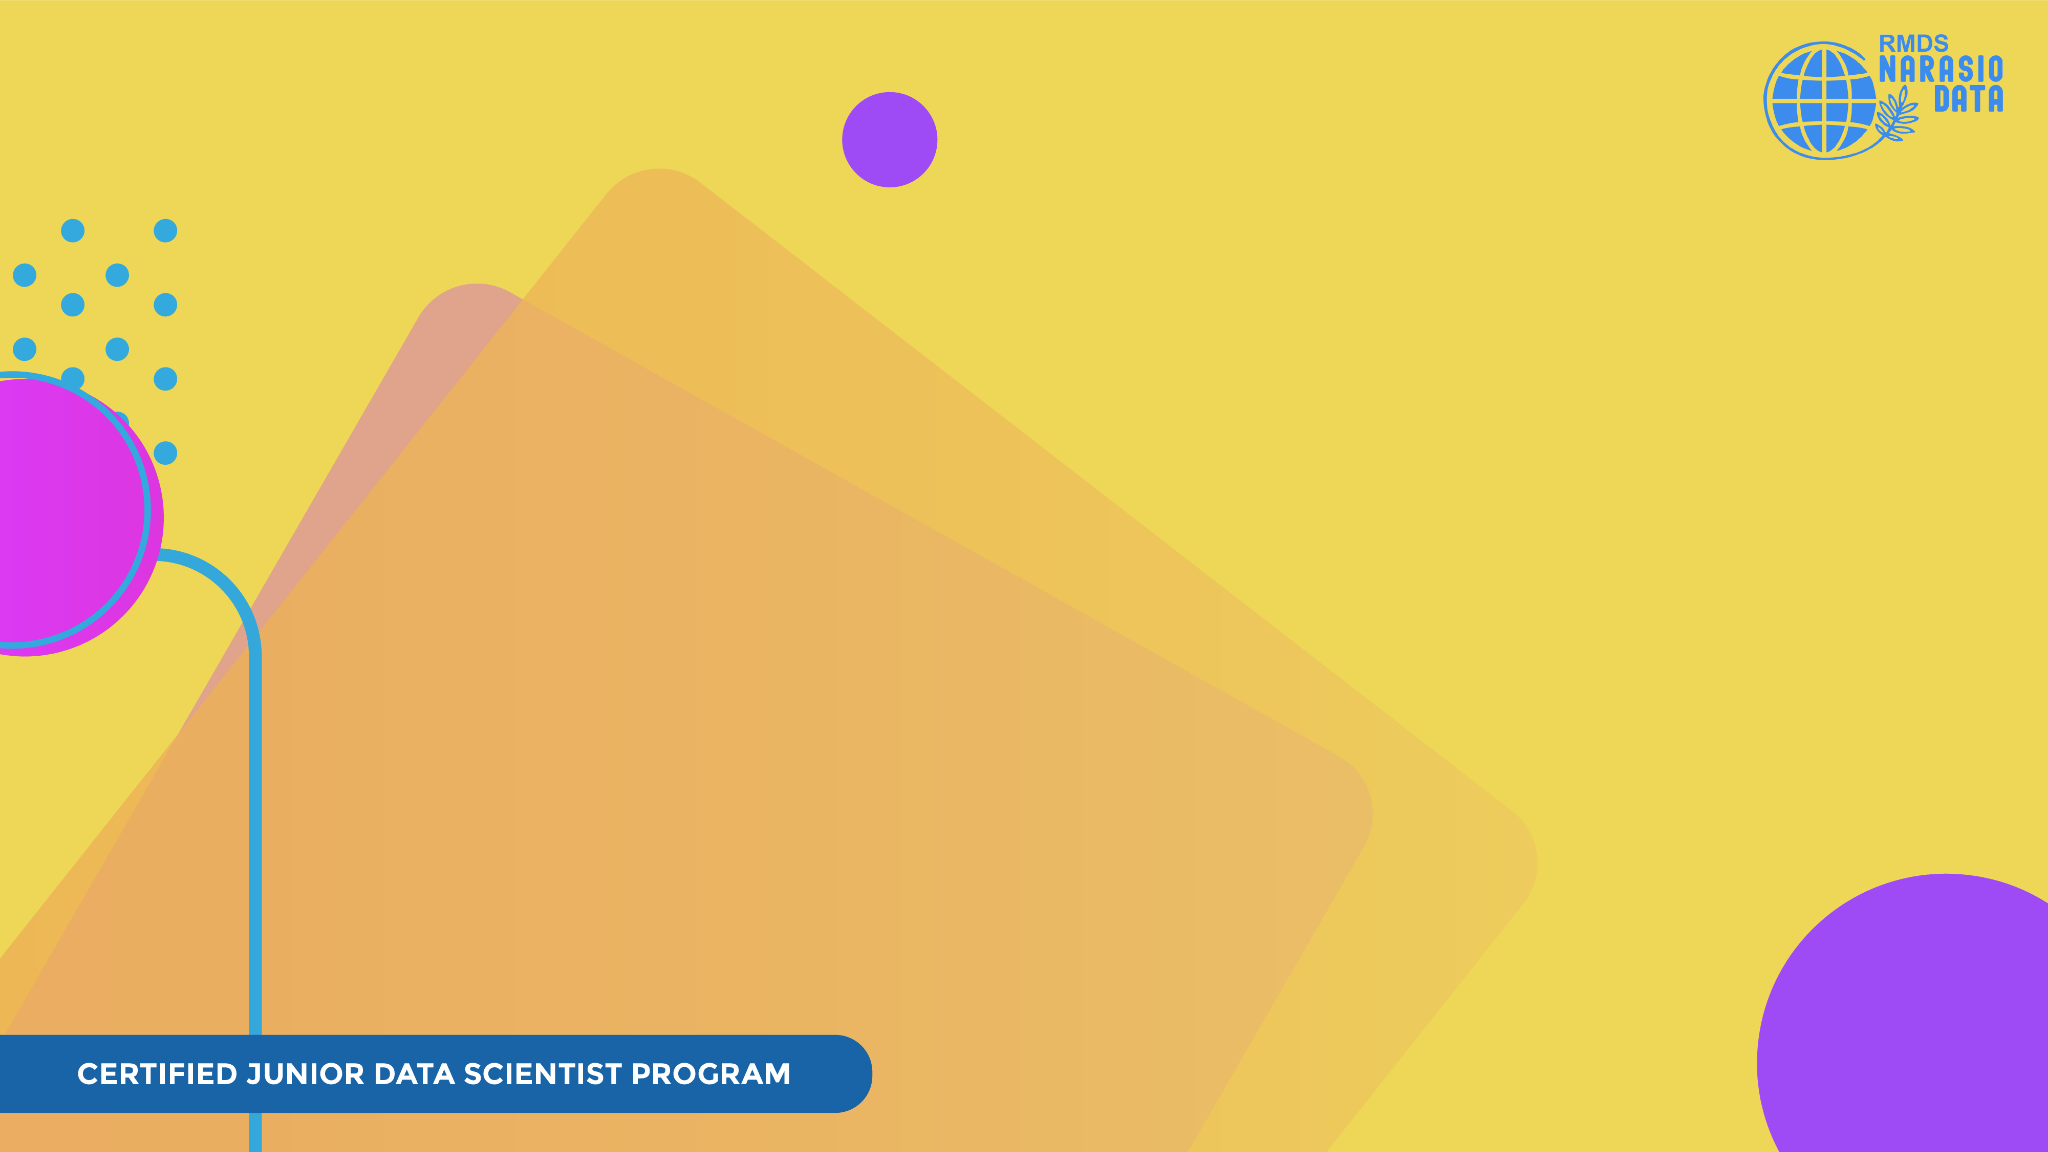 RMDS
NARASIO
DATA
CERTIFIED JUNIOR DATA SCIENTIST PROGRAM